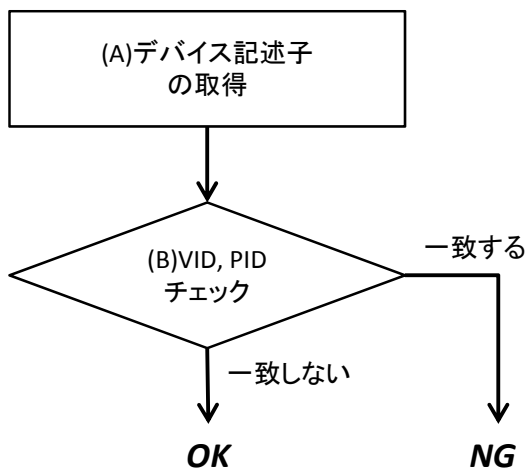 (A)デバイス記述子
の取得
(B)VID, PID
チェック
一致する
一致しない
OK
NG